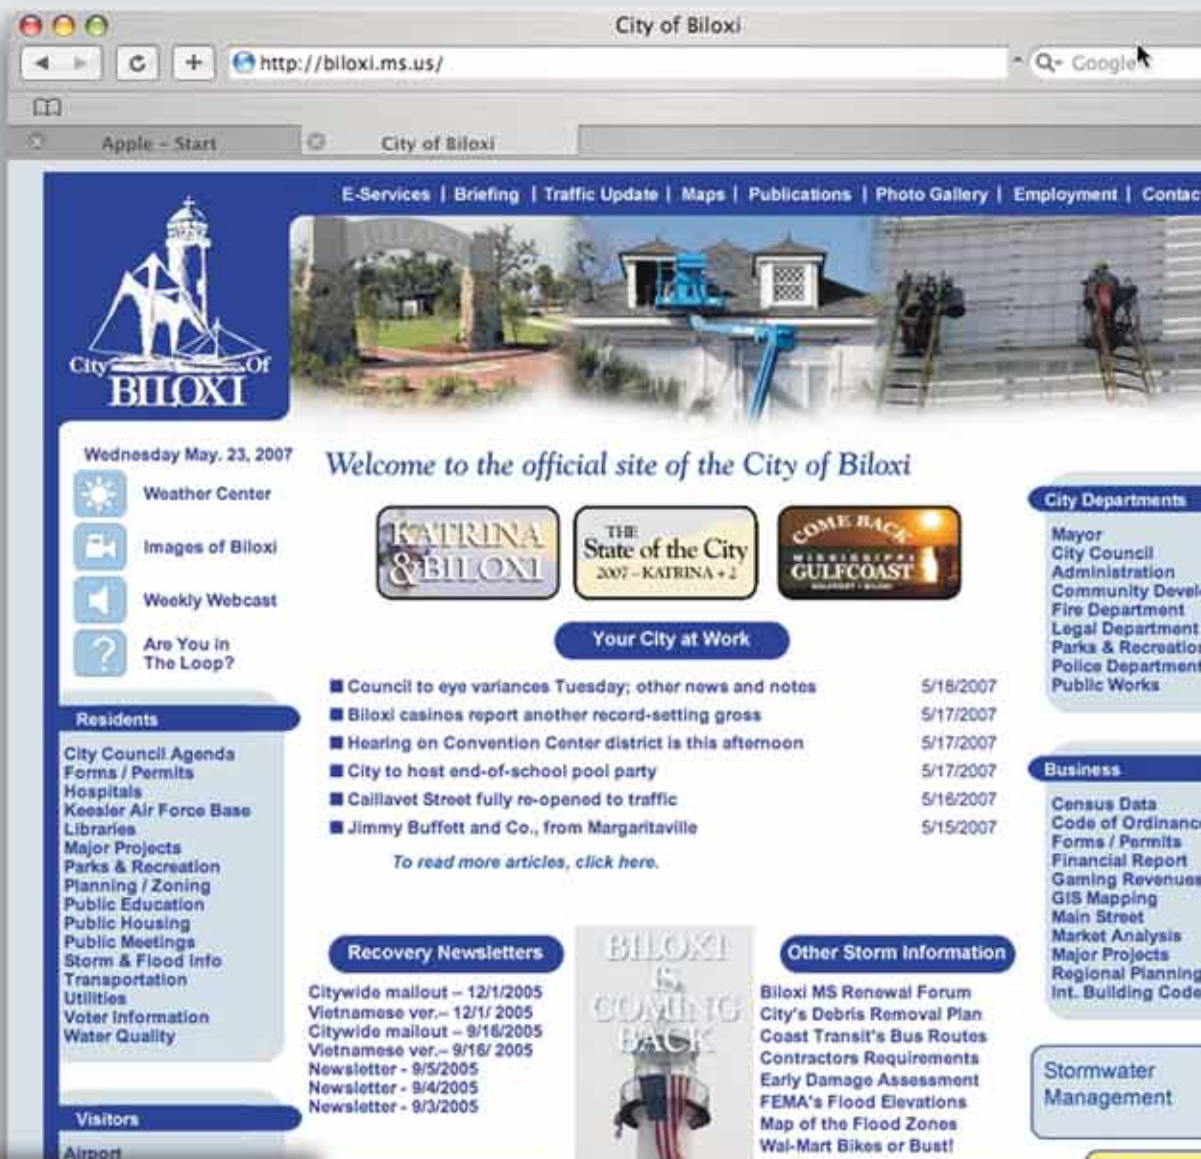 City of Biloxi
http://biloxi.ms.us/
Google
Apple – Start
City of Biloxi
E-Services | Briefing | Traffic Update | Maps | Publications | Photo Gallery | Employment | Contac
City Of
BILOXI
BILOXI
Wednesday May. 23, 2007
Weather Center
Images of Biloxi
Weekly Webcast
Are You in
The Loop?
Residents
City Council Agenda
Forms / Permits
Hospitals
Keesler Air Force Base
Libraries
Major Projects
Parks & Recreation
Planning / Zoning
Public Education
Public Housing
Public Meetings
Storm & Flood Info
Transportation
Utilities
Voter Information
Water Quality
Visitors
Airport
Welcome to the official site of the City of Biloxi
KATRINA
&BILOXI
THE
State of the City
2007 – KATRINA + 2
COME BACK
MISSISSIPPI
GULFCOAST
Your City at Work
Council to eye variances Tuesday; other news and notes 5/18/2007
Biloxi casinos report another record-setting gross 5/17/2007
Hearing on Convention Center district is this afternoon 5/17/2007
City to host end-of-school pool party 5/17/2007
Caillavet Street fully re-opened to traffic 5/16/2007
Jimmy Buffett and Co., from Margaritaville 5/15/2007
To read more articles, click here.
Recovery Newsletters
Citywide mailout – 12/1/2005
Vietnamese ver.– 12/1/ 2005
Citywide mailout – 9/16/2005
Vietnamese ver.– 9/16/ 2005
Newsletter - 9/5/2005
Newsletter - 9/4/2005
Newsletter - 9/3/2005
BILOXI
IS
COMING
BACK
Other Storm Information
Biloxi MS Renewal Forum
City's Debris Removal Plan
Coast Transit's Bus Routes
Contractors Requirements
Early Damage Assessment
FEMA's Flood Elevations
Map of the Flood Zones
Wal-Mart Bikes or Bust!
City Departments
Mayor
City Council
Administration
Community Devel
Fire Department
Legal Department
Parks & Recreation
Police Department
Public Works
Business
Census Data
Code of Ordinance
Forms / Permits
Financial Report
Gaming Revenues
GIS Mapping
Main Street
Market Analysis
Major Projects
Regional Planning
Int. Building Code
Stormwater
Management